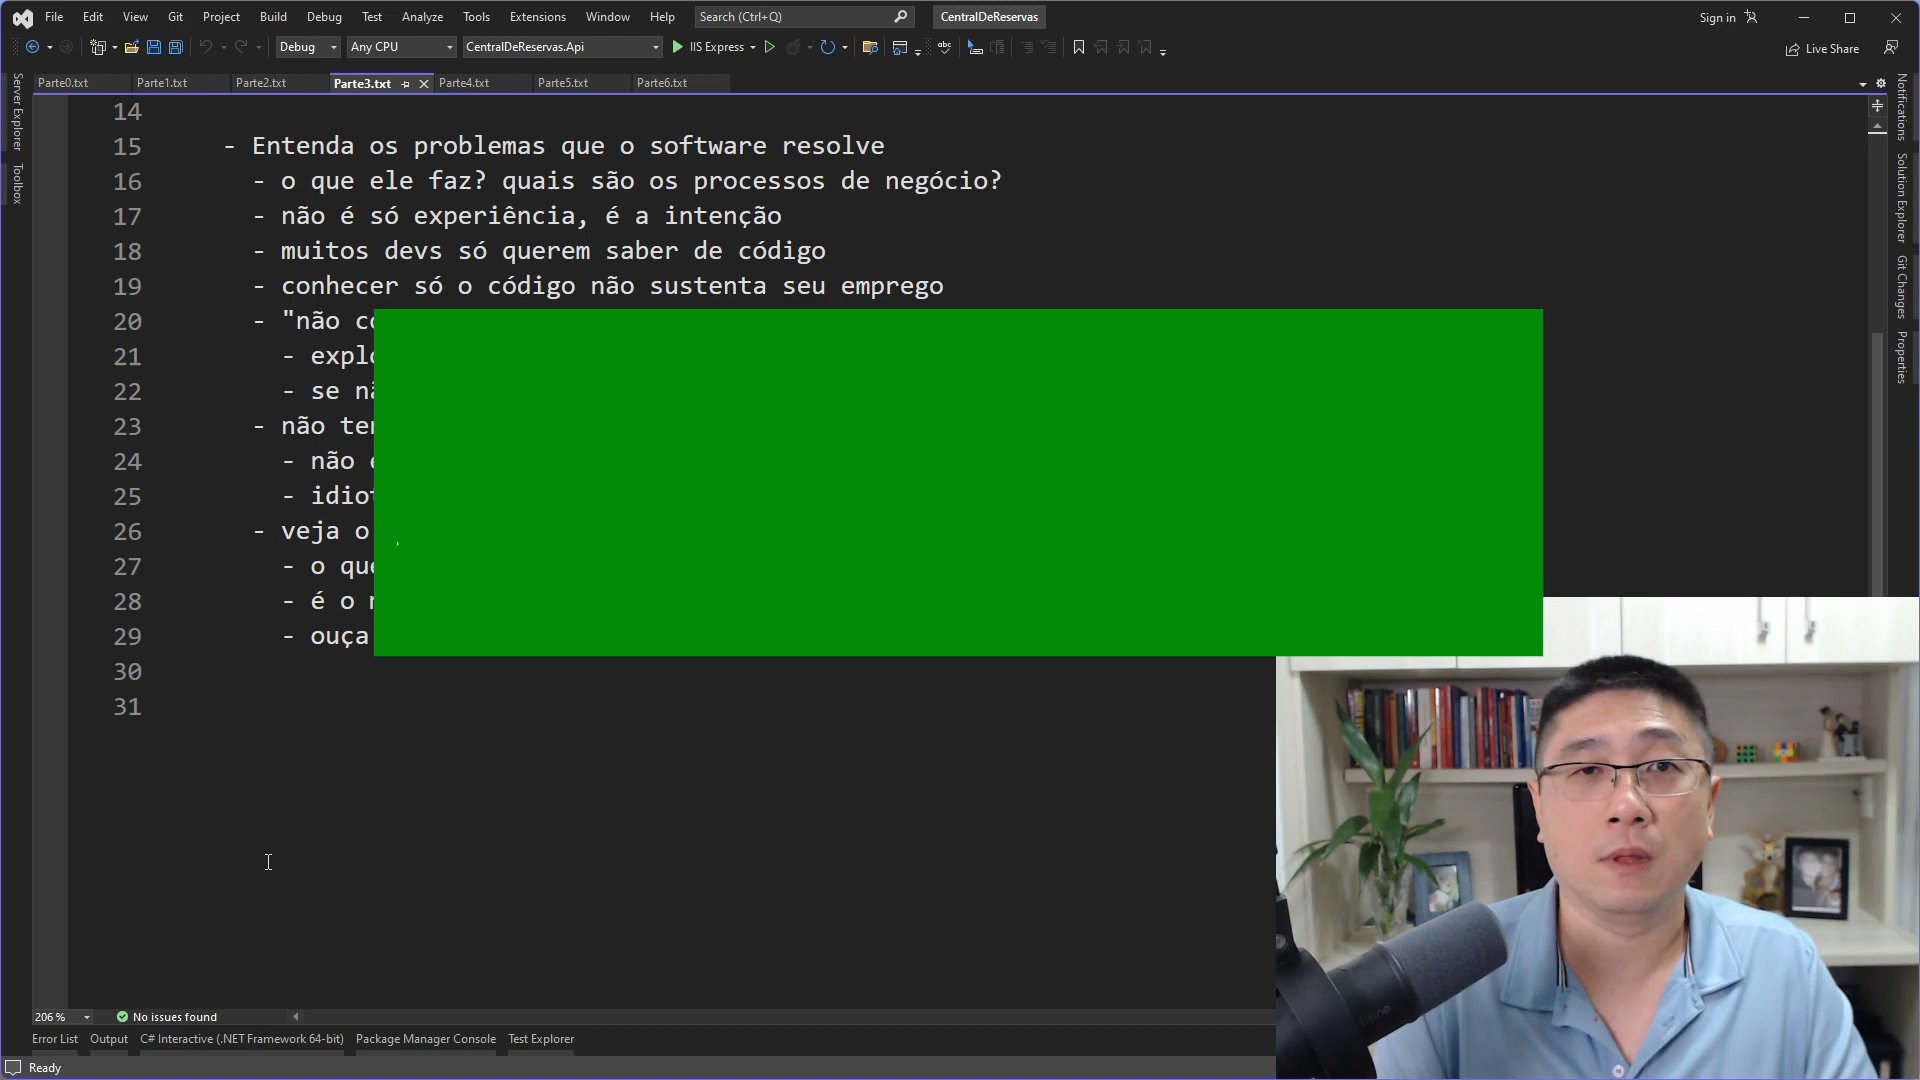 File Edit View Git Project Build Debug Test Analyze Tools Extensions Window Help Search (Ctrl+Q) CentralDeReservas Sign in
Debug Any CPU CentralDeReservas.Api IIS Express Live Share
Parte0.txt Parte1.txt Parte2.txt Parte3.txt Parte4.txt Parte5.txt Parte6.txt
Server Explorer
Toolbox
Notifications
Solution Explorer
Git Changes
Properties
14
15 - Entenda os problemas que o software resolve
16 - o que ele faz? quais são os processos de negócio?
17 - não é só experiência, é a intenção
18 - muitos devs só querem saber de código
19 - conhecer só o código não sustenta seu emprego
20 - "não
21 -
22 - se
23 - não
24 - não
25 -
26 - veja o
27 - o
28 - é o
29 - ouça
30
31
206 % No issues found
Error List Output C# Interactive (.NET Framework 64-bit) Package Manager Console Test Explorer
Ready